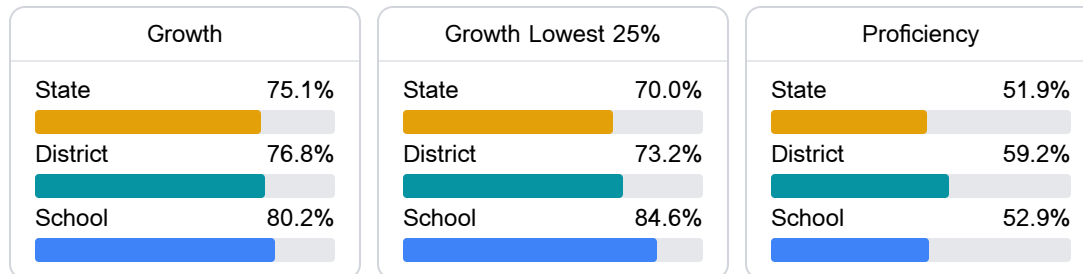 Growth
State 75.1%
District 76.8%
School 80.2%
Growth Lowest 25%
State 70.0%
District 73.2%
School 84.6%
Proficiency
State 51.9%
District 59.2%
School 52.9%